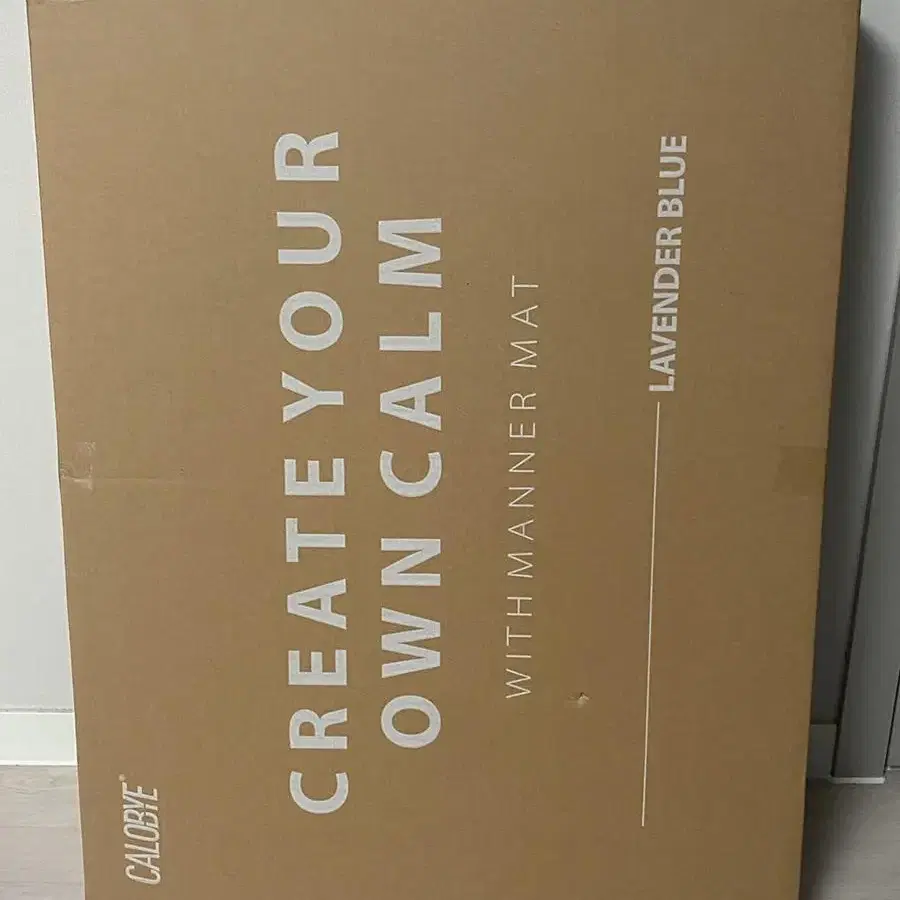 CALOBYE®
CREATE YOUR
OWN CALM
WITH MANNER MAT
LAVENDER BLUE